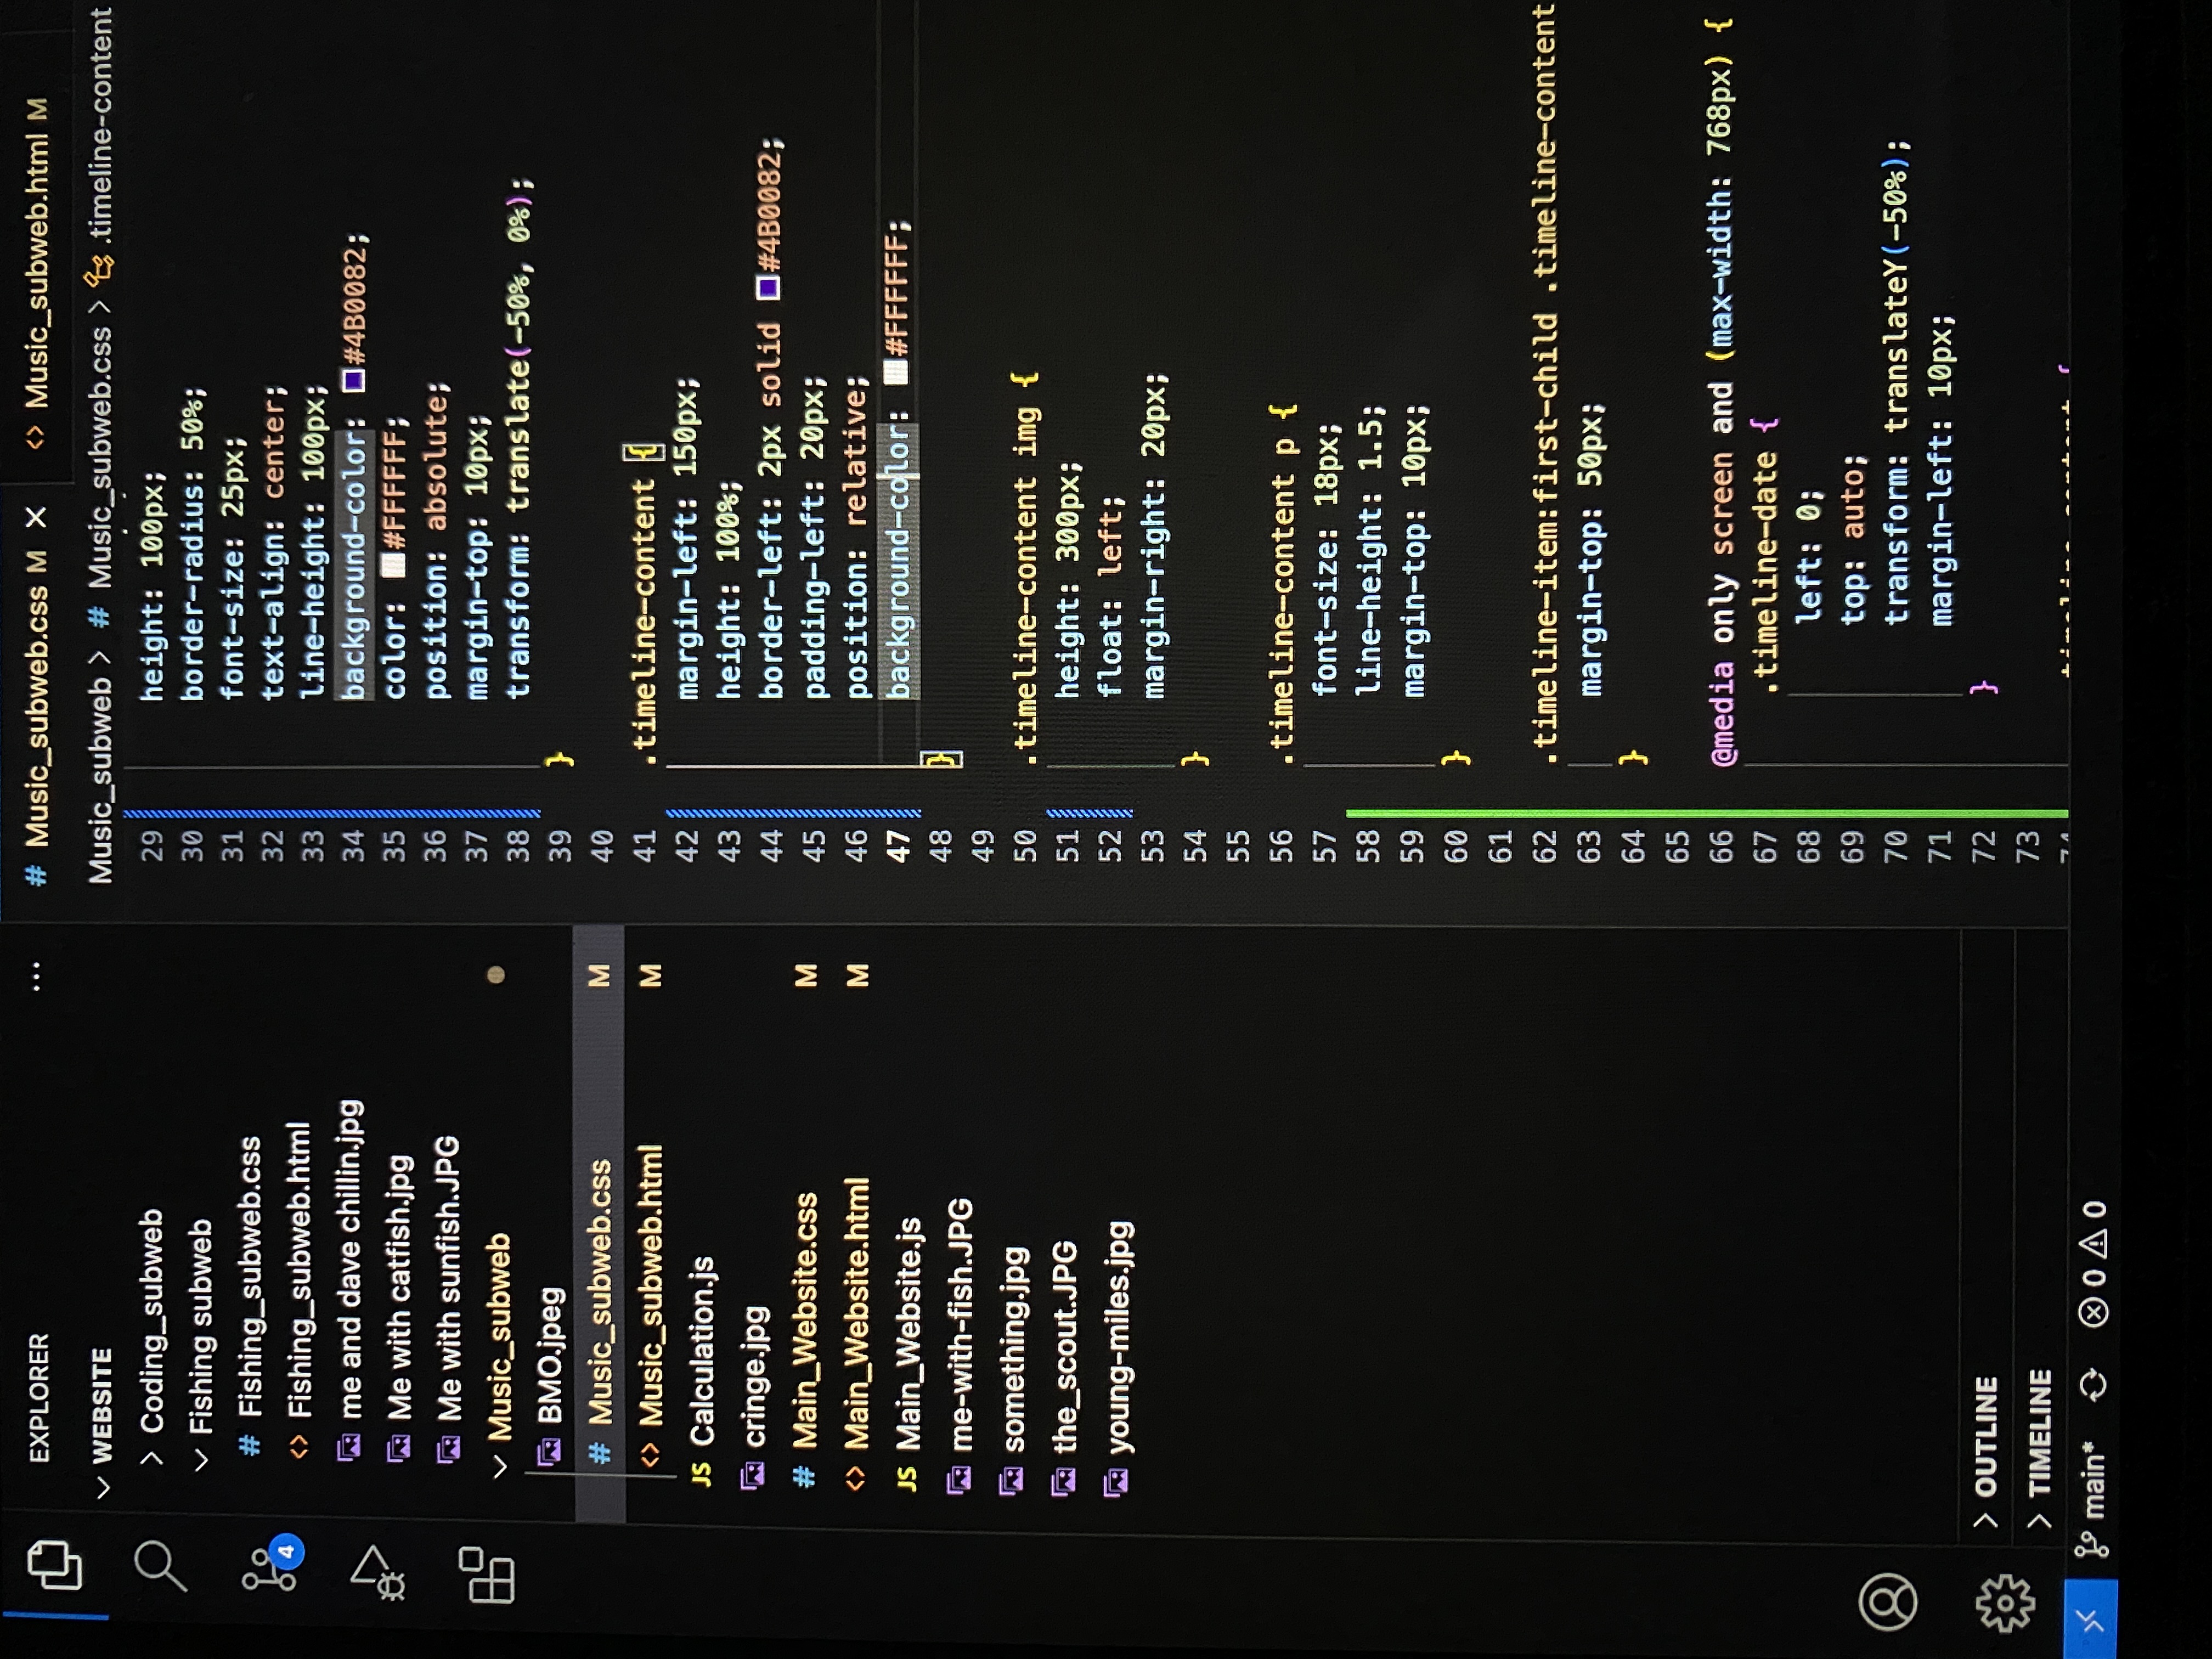 EXPLORER
WEBSITE
Coding_subweb
Fishing subweb
# Fishing_subweb.css
<> Fishing_subweb.html
me and dave chillin.jpg
Me with catfish.jpg
Me with sunfish.JPG
Music_subweb
BMO.jpeg
# Music_subweb.css M
<> Music_subweb.html M
JS Calculation.js
cringe.jpg
# Main_Website.css M
<> Main_Website.html M
JS Main_Website.js
me-with-fish.JPG
something.jpg
the_scout.JPG
young-miles.jpg
4
OUTLINE
TIMELINE
# Music_subweb.css M × <> Music_subweb.html M
Music_subweb > # Music_subweb.css > .timeline-content
29 height: 100px;
30 border-radius: 50%;
31 font-size: 25px;
32 text-align: center;
33 line-height: 100px;
34 background-color: #4B0082;
35 color: #FFFFFF;
36 position: absolute;
37 margin-top: 10px;
38 transform: translate(-50%, 0%);
39 }
40
41 .timeline-content {
42 margin-left: 150px;
43 height: 100%;
44 border-left: 2px solid #4B0082;
45 padding-left: 20px;
46 position: relative;
47 background-color: #FFFFFF;
48 }
49
50 .timeline-content img {
51 height: 300px;
52 float: left;
53 margin-right: 20px;
54 }
55
56 .timeline-content p {
57 font-size: 18px;
58 line-height: 1.5;
59 margin-top: 10px;
60 }
61
62 .timeline-item:first-child .timeline-content
63 margin-top: 50px;
64 }
65
66 @media only screen and (max-width: 768px) {
67 .timeline-date {
68 left: 0;
69 top: auto;
70 transform: translateY(-50%);
71 margin-left: 10px;
72 }
73
74 .timeline-content {
main* 0 0